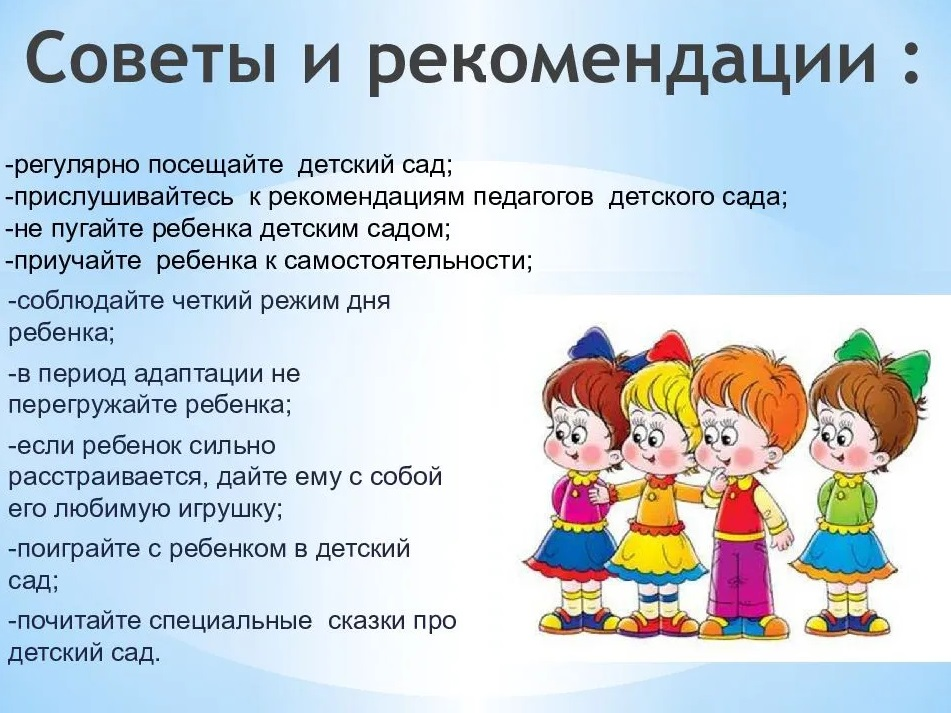 Советы и рекомендации :
-регулярно посещайте  детский сад;
-прислушивайтесь  к рекомендациям педагогов  детского сада;
-не пугайте ребенка детским садом;
-приучайте  ребенка к самостоятельности;
-соблюдайте четкий режим дня
ребенка;
-в период адаптации не
перегружайте ребенка;
-если ребенок сильно
расстраивается, дайте ему с собой
его любимую игрушку;
-поиграйте с ребенком в детский
сад;
-почитайте специальные  сказки про
детский сад.